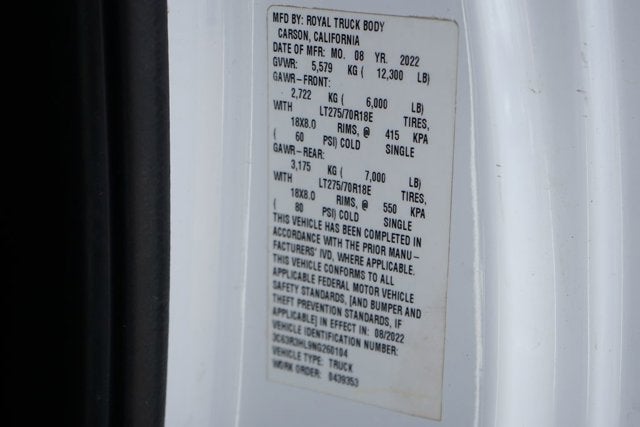 MFD BY: ROYAL TRUCK BODY
CARSON, CALIFORNIA
DATE OF MFR: MO. 08 YR. 2022
GVWR: 5,579 KG ( 12,300 LB)
GAWR-FRONT:
2,722 KG ( 6,000 LB)
WITH LT275/70R18E TIRES,
18X8.0 RIMS, @ 415 KPA
( 60 PSI) COLD SINGLE
GAWR-REAR:
3,175 KG ( 7,000 LB)
WITH LT275/70R18E TIRES,
18X8.0 RIMS, @ 550 KPA
( 80 PSI) COLD SINGLE
THIS VEHICLE HAS BEEN COMPLETED IN
ACCORDANCE WITH THE PRIOR MANU-
FACTURERS' IVD, WHERE APPLICABLE.
THIS VEHICLE CONFORMS TO ALL
APPLICABLE FEDERAL MOTOR VEHICLE
SAFETY STANDARDS, [AND BUMPER AND
THEFT PREVENTION STANDARDS, IF
APPLICABLE] IN EFFECT IN: 08/2022
VEHICLE IDENTIFICATION NUMBER:
3C63R3HL9NG260104
VEHICLE TYPE: TRUCK
WORK ORDER: 0439353